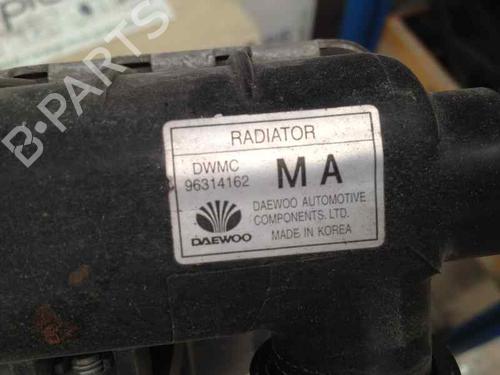 B-PARTS
RADIATOR
DWMC
96314162
MA
DAEWOO AUTOMOTIVE
COMPONENTS. LTD.
DAEWOO
MADE IN KOREA